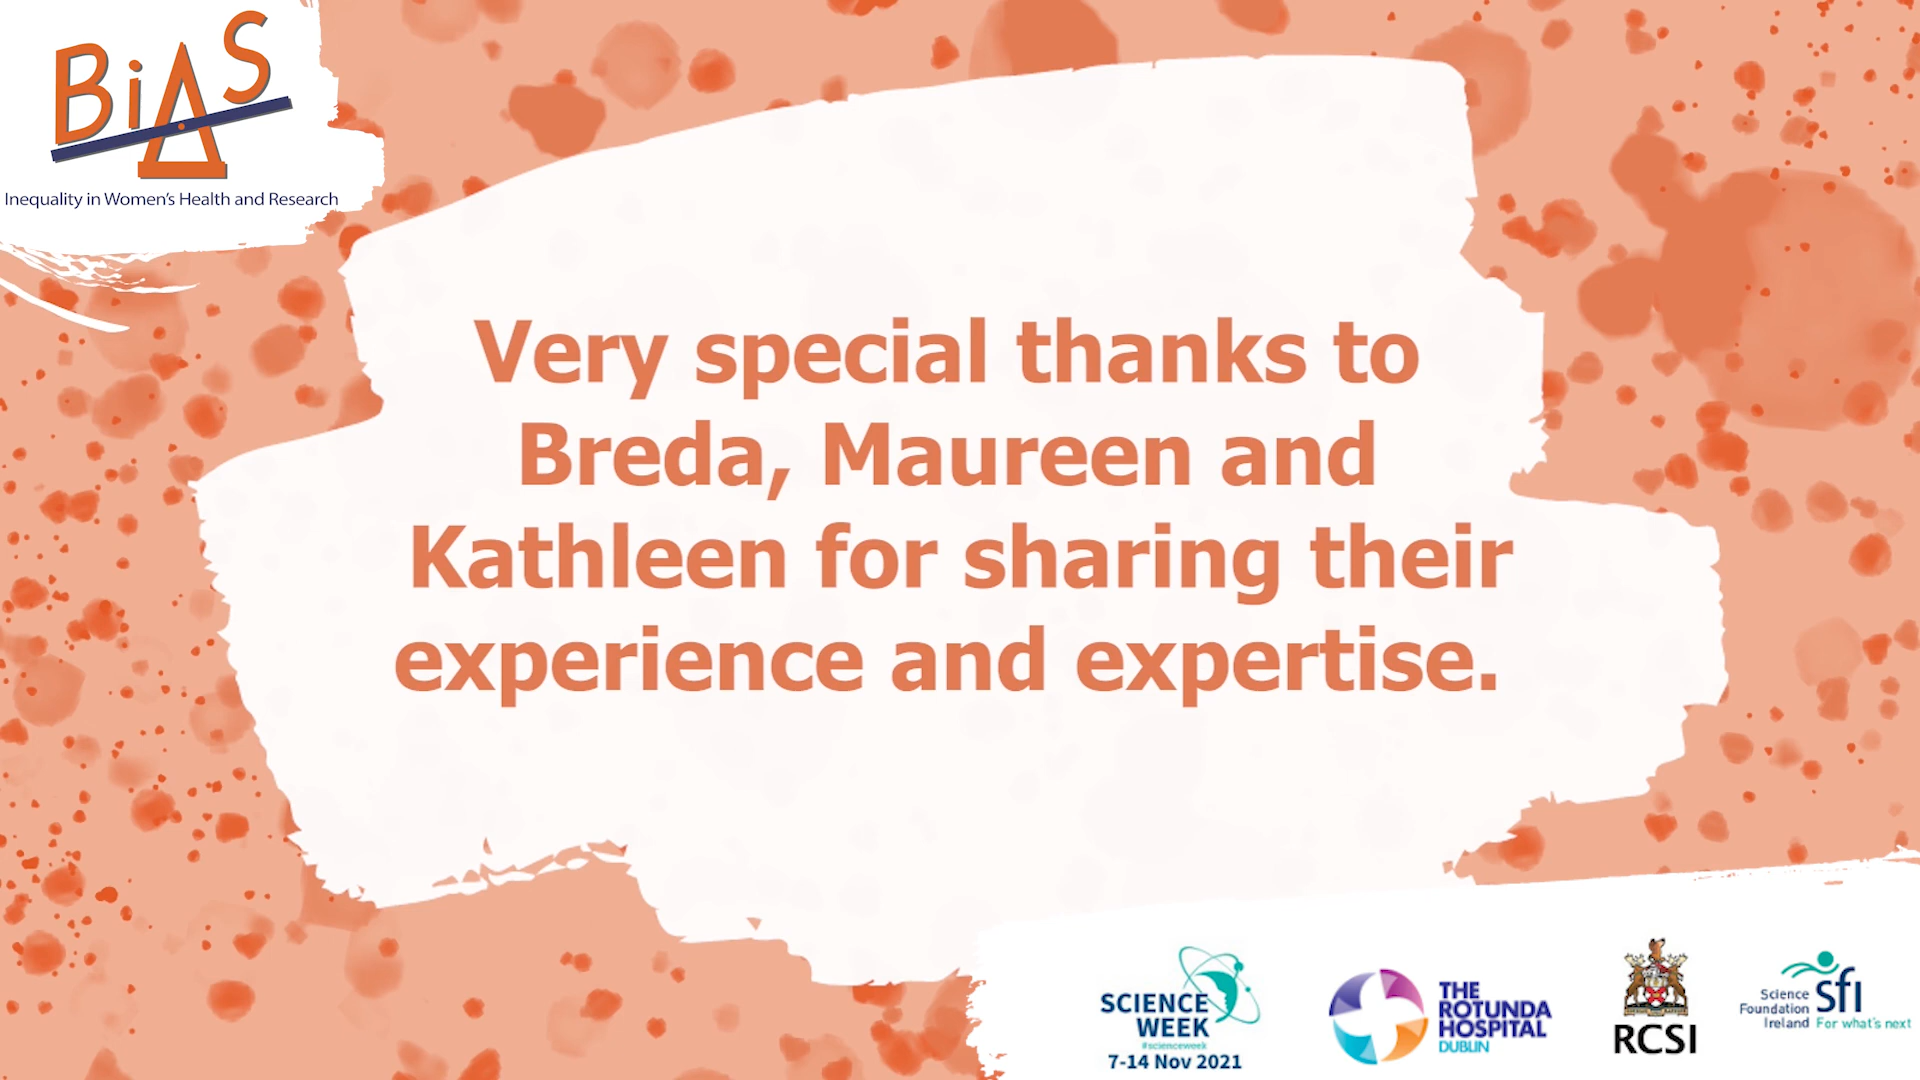 BiAS
Inequality in Women's Health and Research
Very special thanks to
Breda, Maureen and
Kathleen for sharing their
experience and expertise.
SCIENCE
WEEK
#scienceweek
7-14 Nov 2021
THE
ROTUNDA
HOSPITAL
DUBLIN
RCSI
Science
Foundation
Ireland
sfi
For what's next